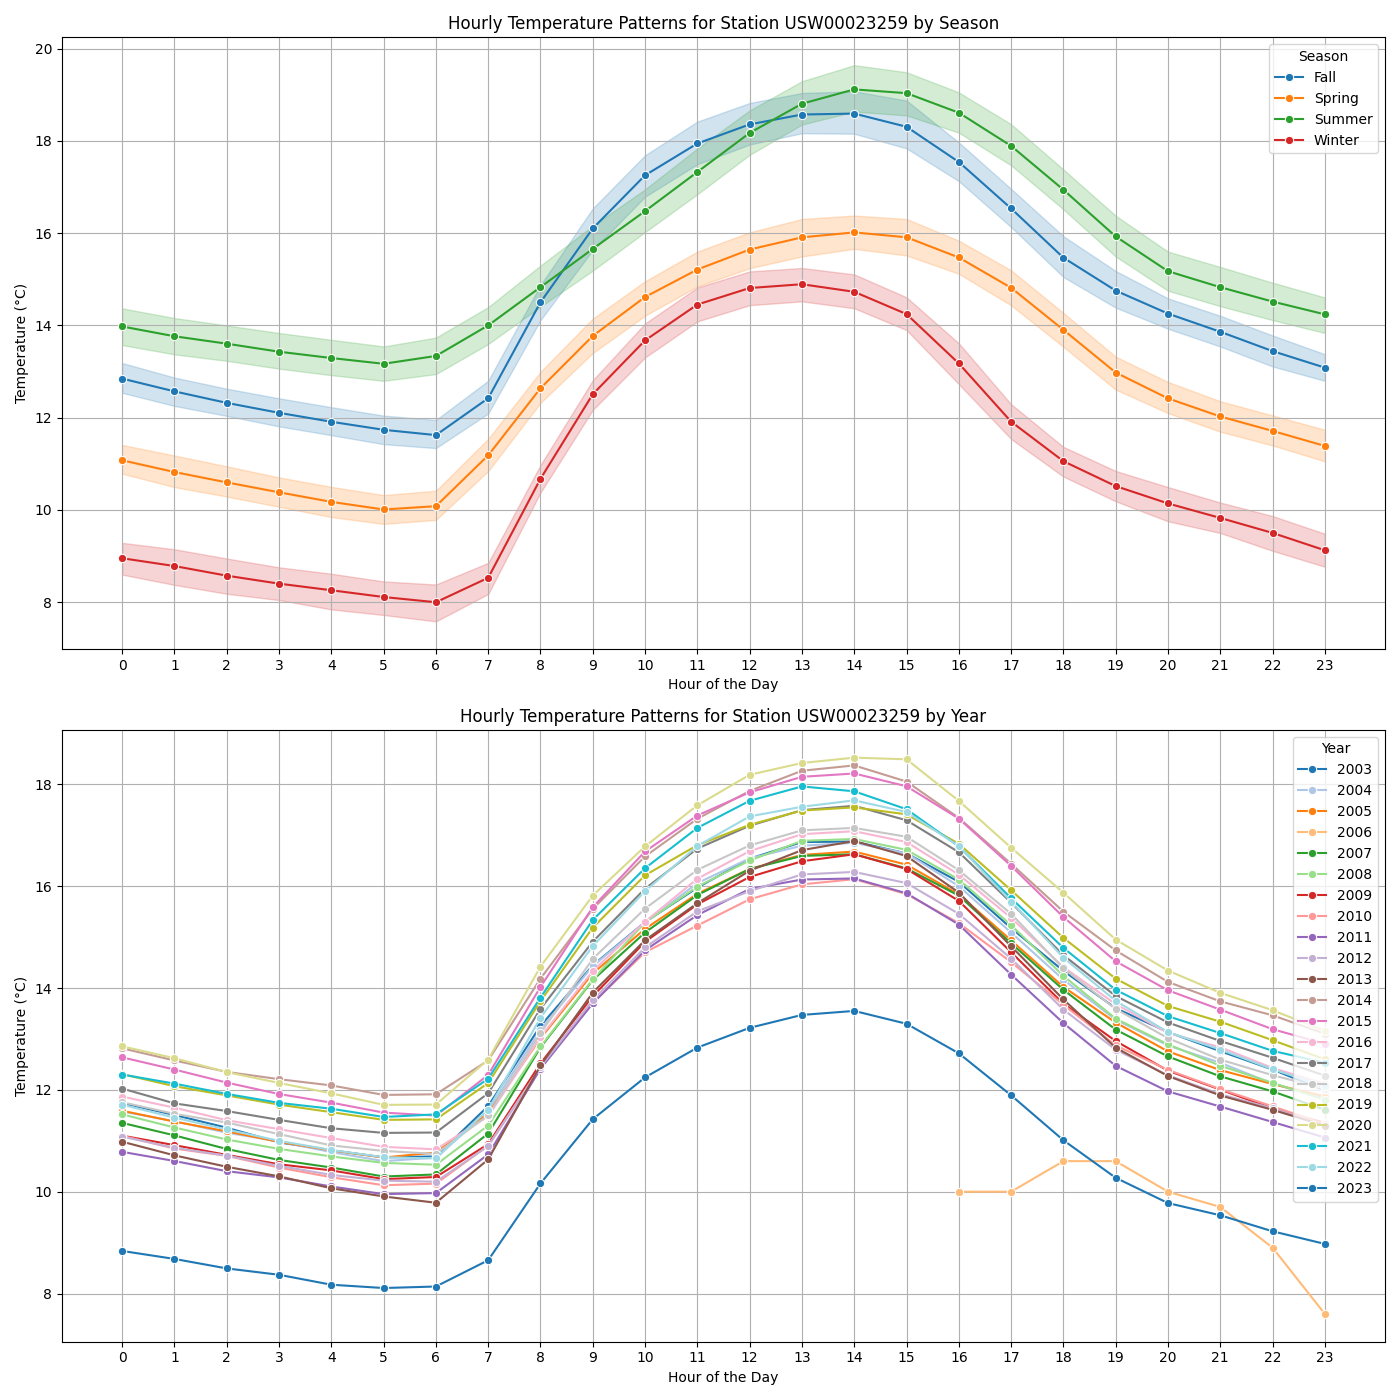 Hourly Temperature Patterns for Station USW00023259 by Season
Temperature (°C)
20
18
16
14
12
10
8
Season
Fall
Spring
Summer
Winter
0 1 2 3 4 5 6 7 8 9 10 11 12 13 14 15 16 17 18 19 20 21 22 23
Hour of the Day
Hourly Temperature Patterns for Station USW00023259 by Year
Temperature (°C)
18
16
14
12
10
8
Year
2003
2004
2005
2006
2007
2008
2009
2010
2011
2012
2013
2014
2015
2016
2017
2018
2019
2020
2021
2022
2023
0 1 2 3 4 5 6 7 8 9 10 11 12 13 14 15 16 17 18 19 20 21 22 23
Hour of the Day